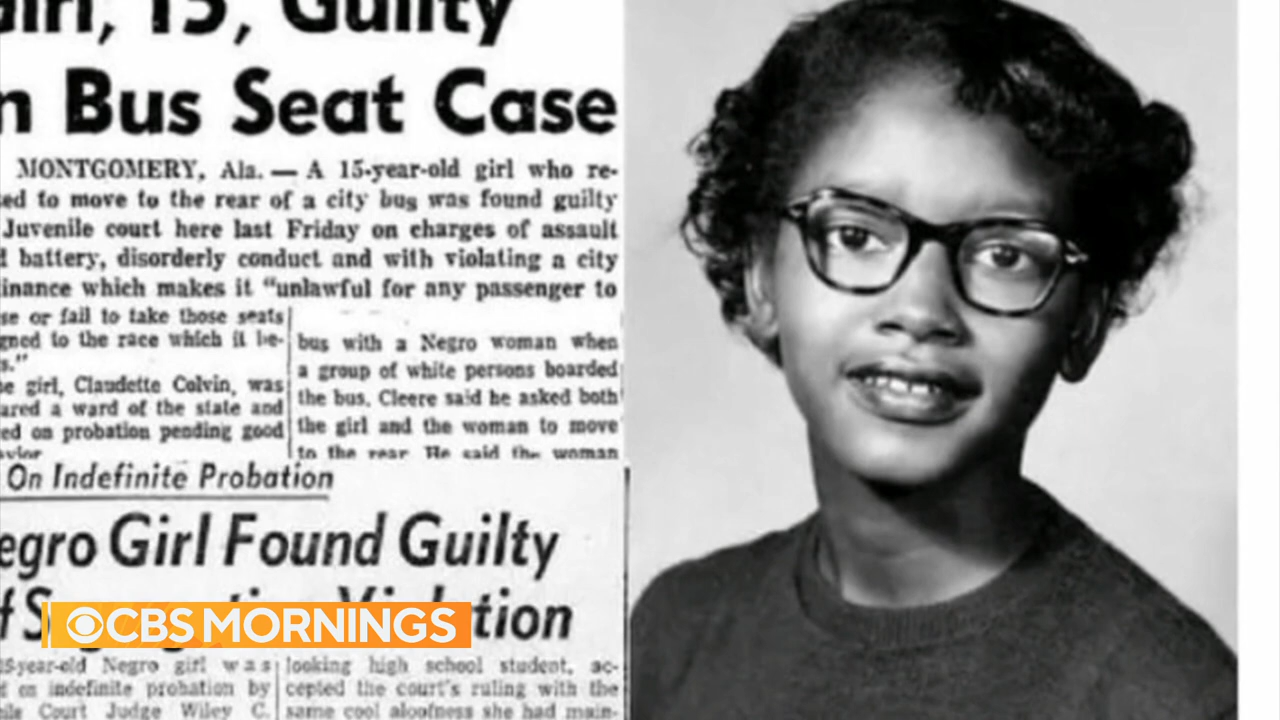 Girl, 15, Guilty
n Bus Seat Case
MONTGOMERY, Ala. — A 15-year-old girl who re-
sed to move to the rear of a city bus was found guilty
Juvenile court here last Friday on charges of assault
d battery, disorderly conduct and with violating a city
inance which makes it “unlawful for any passenger to
se or fail to take those seats
gned to the race which it be-
s.”
e girl, Claudette Colvin, was
ared a ward of the state and
ed on probation pending good
bus with a Negro woman when
a group of white persons boarded
the bus. Cleere said he asked both
the girl and the woman to move
to the rear. He said the woman
On Indefinite Probation
egro Girl Found Guilty
f
CBS MORNINGS
15-year-old Negro girl was
on indefinite probation by
ile Court Judge Wiley C.
looking high school student, ac-
cepted the court's ruling with the
same cool aloofness she had main-